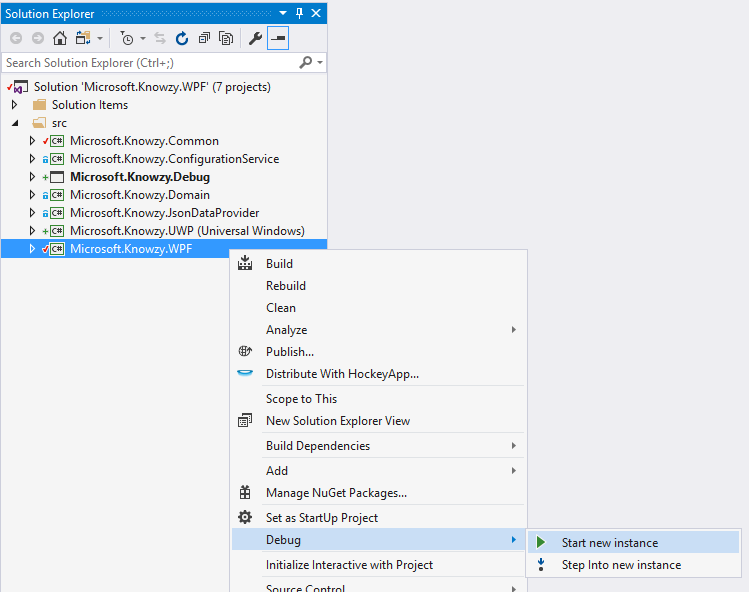 Solution Explorer
Search Solution Explorer (Ctrl+;)
Solution 'Microsoft.Knowzy.WPF' (7 projects)
Solution Items
src
C# Microsoft.Knowzy.Common
C# Microsoft.Knowzy.ConfigurationService
Microsoft.Knowzy.Debug
C# Microsoft.Knowzy.Domain
C# Microsoft.Knowzy.JsonDataProvider
C# Microsoft.Knowzy.UWP (Universal Windows)
C# Microsoft.Knowzy.WPF
Build
Rebuild
Clean
Analyze
Publish...
Distribute With HockeyApp...
Scope to This
New Solution Explorer View
Build Dependencies
Add
Manage NuGet Packages...
Set as StartUp Project
Debug
Start new instance
Step Into new instance
Initialize Interactive with Project
Source Control